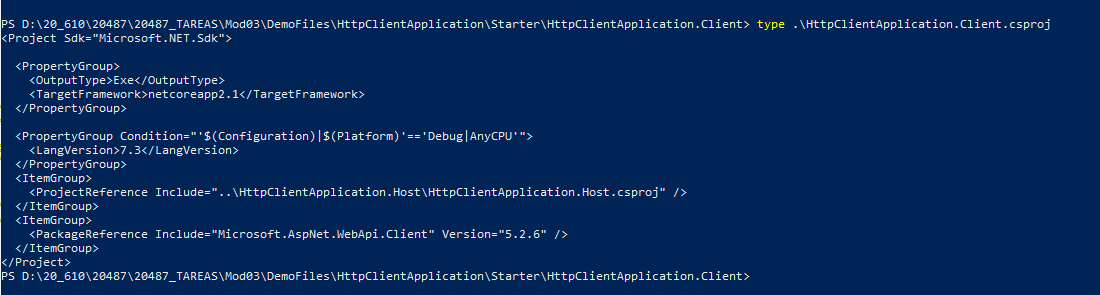 PS D:\20_610\20487\20487_TAREAS\Mod03\DemoFiles\HttpClientApplication\Starter\HttpClientApplication.Client> type .\HttpClientApplication.Client.csproj
<Project Sdk="Microsoft.NET.Sdk">
  <PropertyGroup>
    <OutputType>Exe</OutputType>
    <TargetFramework>netcoreapp2.1</TargetFramework>
  </PropertyGroup>
  <PropertyGroup Condition="'$(Configuration)|$(Platform)'=='Debug|AnyCPU'">
    <LangVersion>7.3</LangVersion>
  </PropertyGroup>
  <ItemGroup>
    <ProjectReference Include="..\HttpClientApplication.Host\HttpClientApplication.Host.csproj" />
  </ItemGroup>
  <ItemGroup>
    <PackageReference Include="Microsoft.AspNet.WebApi.Client" Version="5.2.6" />
  </ItemGroup>
</Project>
PS D:\20_610\20487\20487_TAREAS\Mod03\DemoFiles\HttpClientApplication\Starter\HttpClientApplication.Client>